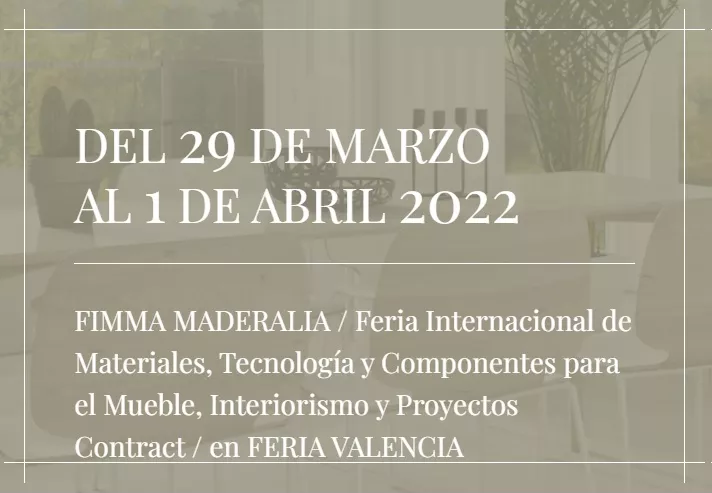 DEL 29 DE MARZO
AL 1 DE ABRIL 2022
FIMMA MADERALIA / Feria Internacional de
Materiales, Tecnología y Componentes para
el Mueble, Interiorismo y Proyectos
Contract / en FERIA VALENCIA